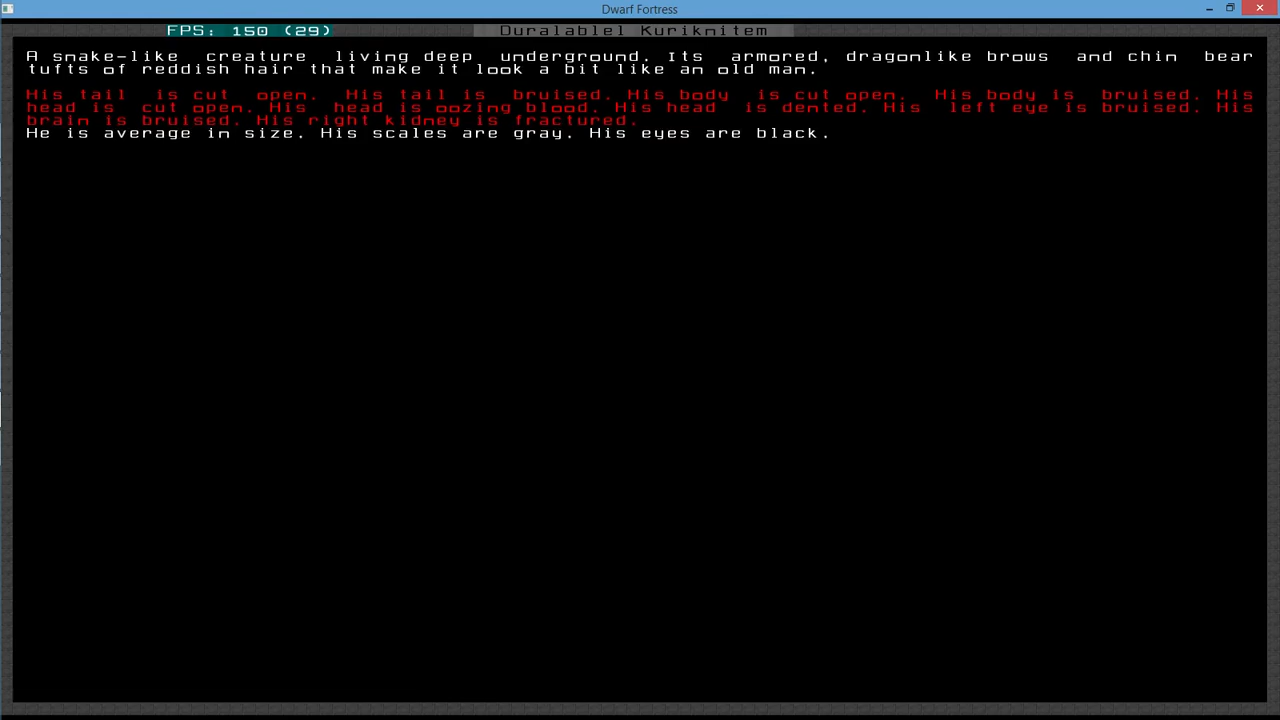 Dwarf Fortress
FPS: 150 (29)
Duralablel Kuriknitem
A snake-like creature living deep underground. Its armored, dragonlike brows and chin bear
tufts of reddish hair that make it look a bit like an old man.
His tail is cut open. His tail is bruised. His body is cut open. His body is bruised. His
head is cut open. His head is oozing blood. His head is dented. His left eye is bruised. His
brain is bruised. His right kidney is fractured.
He is average in size. His scales are gray. His eyes are black.